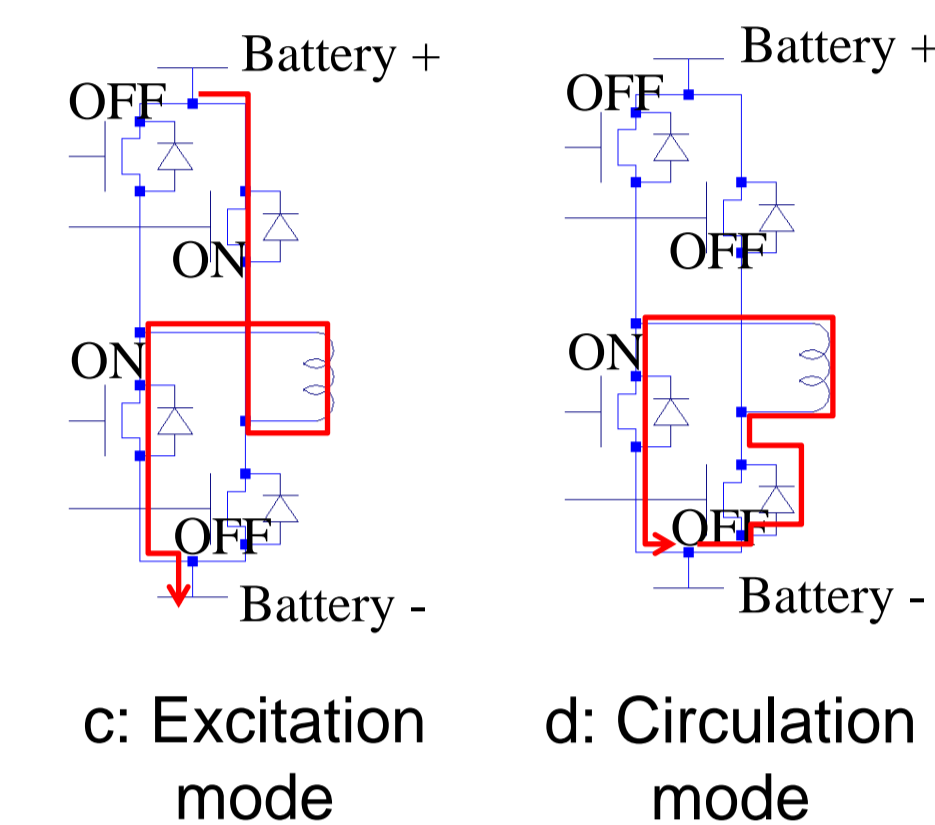 Battery +
OFF
ON
ON
OFF
Battery -
c: Excitation
mode
Battery +
OFF
OFF
ON
OFF
Battery -
d: Circulation
mode